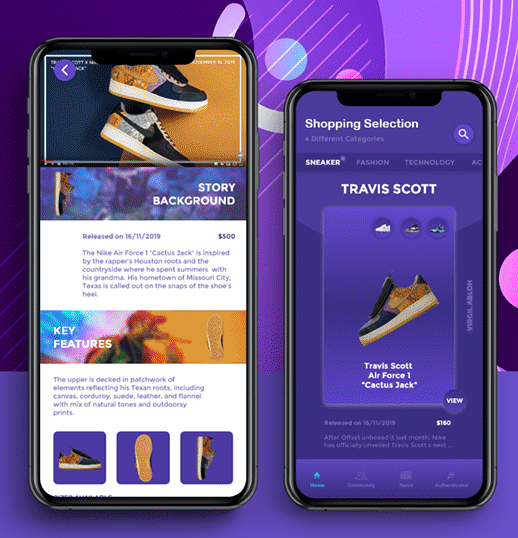 TRAVIS SCOTT X N
NOVEMBER 16, 2019
"CACTUS JACK"
STORY
BACKGROUND
Released on 16/11/2019 $500
The Nike Air Force 1 "Cactus Jack" is inspired
by the rapper's Houston roots and the
countryside where he spent summers with
his grandma. His hometown of Missouri City,
Texas is called out on the snaps of the shoe's
heel.
KEY
FEATURES
The upper is decked in patchwork of
elements reflecting his Texan roots, including
canvas, corduroy, suede, leather, and flannel
with mix of natural tones and outdoorsy
prints.
Shopping Selection
4 Different Categories
SNEAKER FASHION TECHNOLOGY AC
TRAVIS SCOTT
VIRGIL ABLOH
Travis Scott
Air Force 1
"Cactus Jack"
VIEW
Released on 16/11/2019 $160
After Offset unboxed it last month, Nike
has officially unveiled Travis Scott's next ...
Home Community News Authenticator